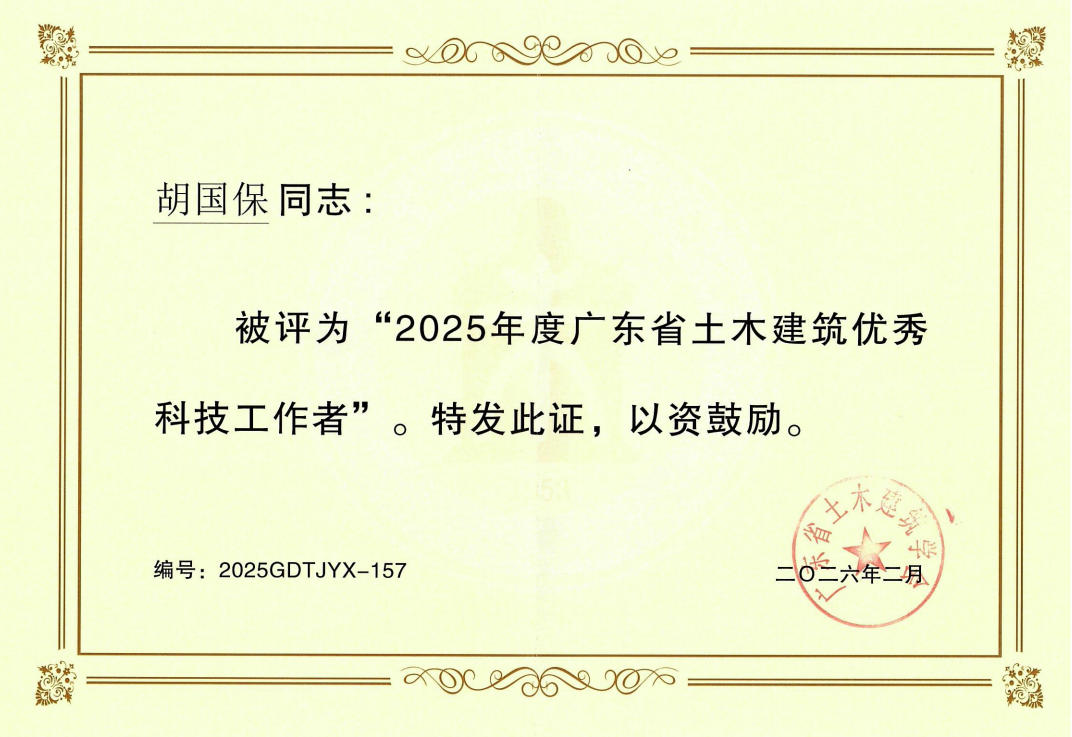 胡国保同志：
被评为“2025年度广东省土木建筑优秀
科技工作者”。特发此证，以资鼓励。
编号：2025GDTJYX-157
广东省土木建筑学会
二〇二六年二月
1953